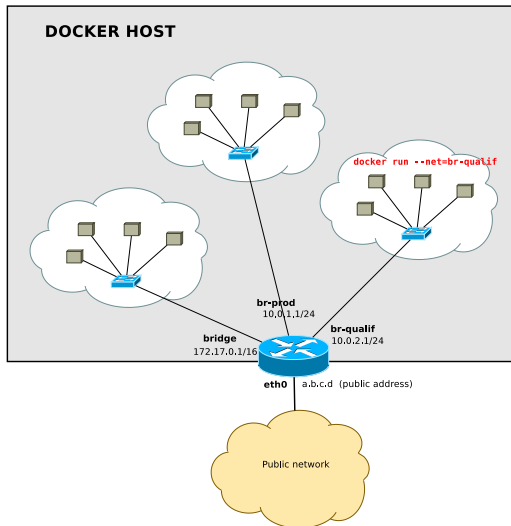 DOCKER HOST
docker run --net=br-qualif
br-prod
10.0.1.1/24
br-qualif
10.0.2.1/24
bridge
172.17.0.1/16
eth0 a.b.c.d (public address)
Public network